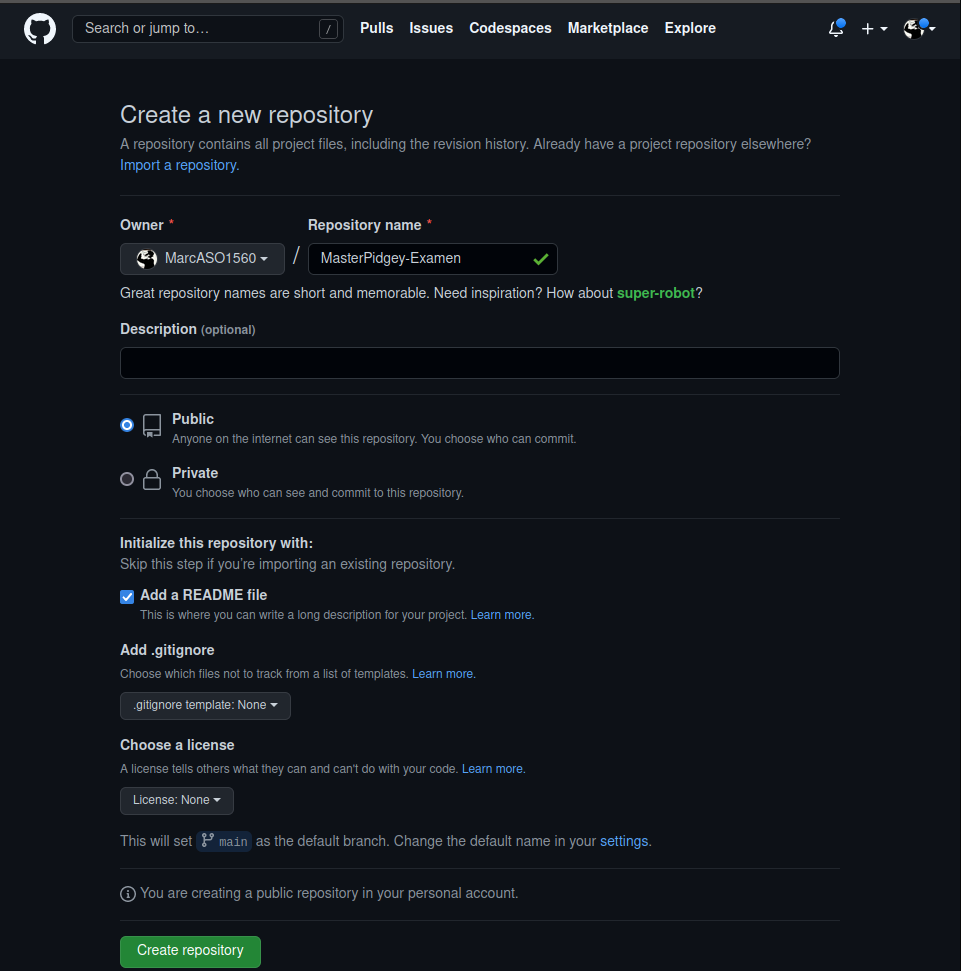 Search or jump to… / Pulls Issues Codespaces Marketplace Explore
Create a new repository
A repository contains all project files, including the revision history. Already have a project repository elsewhere?
Import a repository.
Owner * Repository name *
MarcASO1560 / MasterPidgey-Examen
Great repository names are short and memorable. Need inspiration? How about super-robot?
Description (optional)
Public
Anyone on the internet can see this repository. You choose who can commit.
Private
You choose who can see and commit to this repository.
Initialize this repository with:
Skip this step if you're importing an existing repository.
Add a README file
This is where you can write a long description for your project. Learn more.
Add .gitignore
Choose which files not to track from a list of templates. Learn more.
.gitignore template: None
Choose a license
A license tells others what they can and can't do with your code. Learn more.
License: None
This will set main as the default branch. Change the default name in your settings.
You are creating a public repository in your personal account.
Create repository